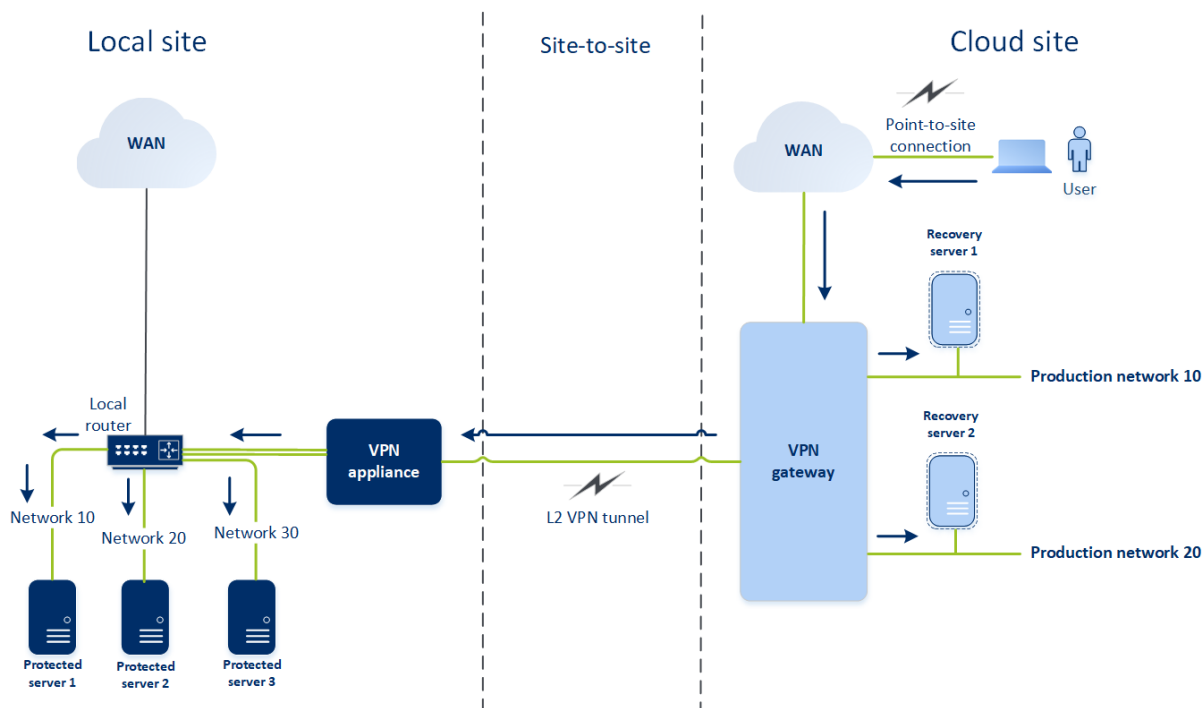 Local site
Site-to-site
Cloud site
WAN
Point-to-site
connection
WAN
User
Recovery
server 1
Production network 10
Local
router
VPN
appliance
L2 VPN tunnel
VPN
gateway
Recovery
server 2
Production network 20
Network 10
Network 20
Network 30
Protected
server 1
Protected
server 2
Protected
server 3